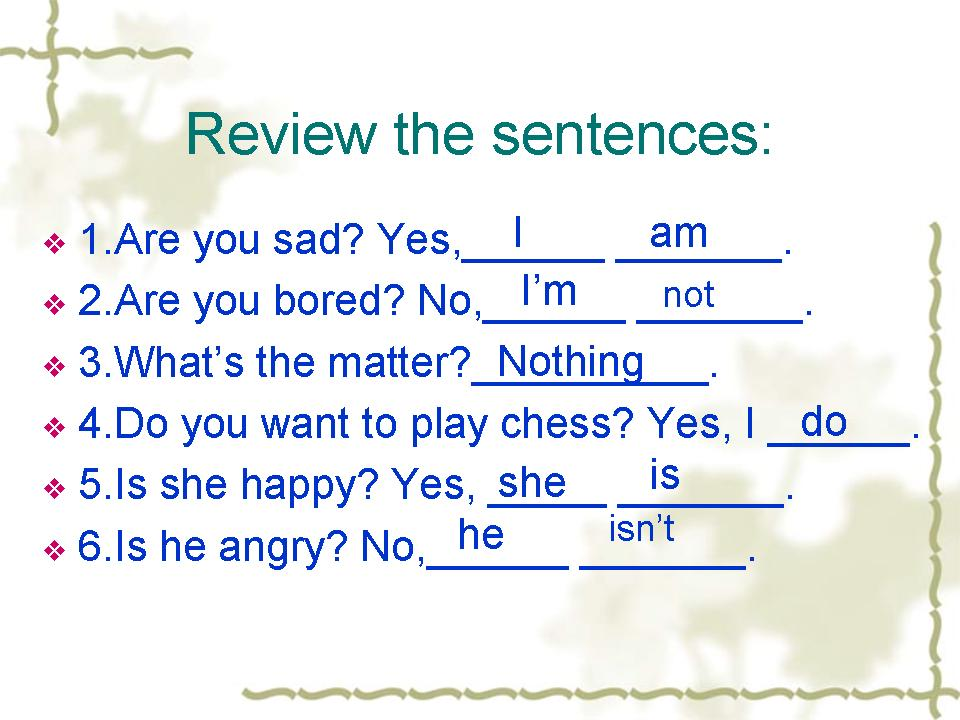 Review the sentences:
1.Are you sad? Yes, I am.
2.Are you bored? No, I'm not.
3.What's the matter? Nothing.
4.Do you want to play chess? Yes, I do.
5.Is she happy? Yes, she is.
6.Is he angry? No, he isn't.